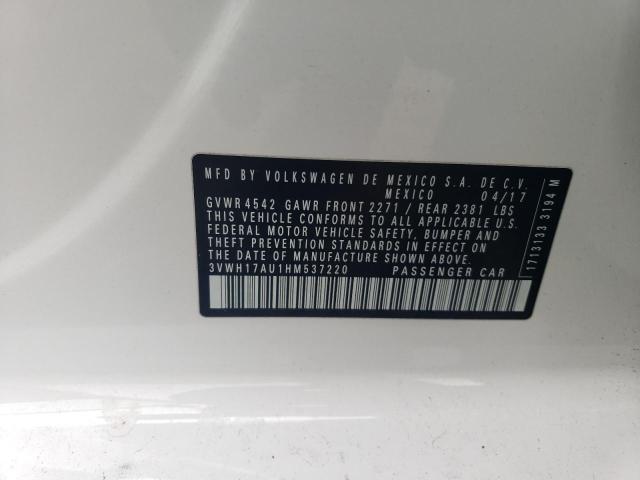 MFD BY VOLKSWAGEN DE MEXICO S.A. DE C.V.
MEXICO 04/17
GVWR 4542 GAWR FRONT 2271 / REAR 2381 LBS
THIS VEHICLE CONFORMS TO ALL APPLICABLE U.S.
FEDERAL MOTOR VEHICLE SAFETY, BUMPER AND
THEFT PREVENTION STANDARDS IN EFFECT ON THE
DATE OF MANUFACTURE SHOWN ABOVE.
3VWH17AU1HM537220 PASSENGER CAR
1713133 3194 M